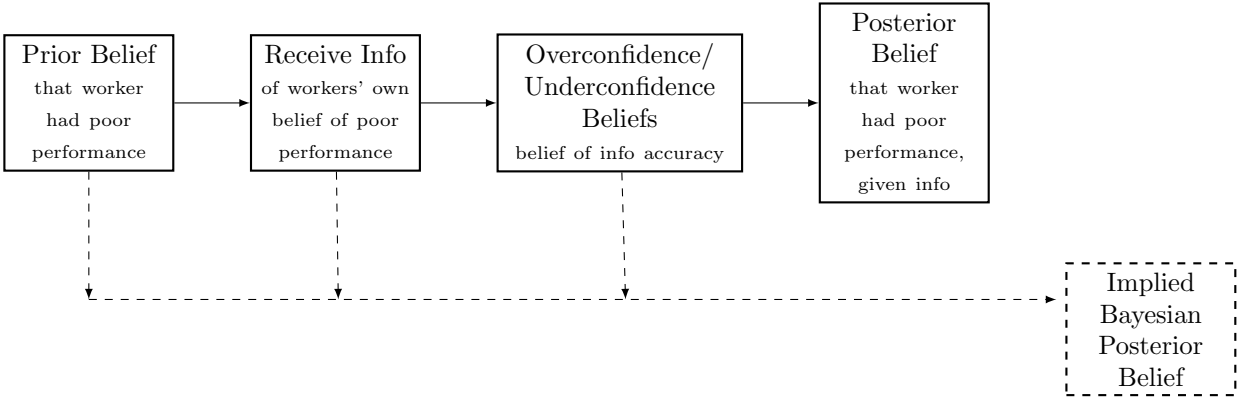 Prior Belief
that worker
had poor
performance
Receive Info
of workers' own
belief of poor
performance
Overconfidence/
Underconfidence
Beliefs
belief of info accuracy
Posterior
Belief
that worker
had poor
performance,
given info
Implied
Bayesian
Posterior
Belief